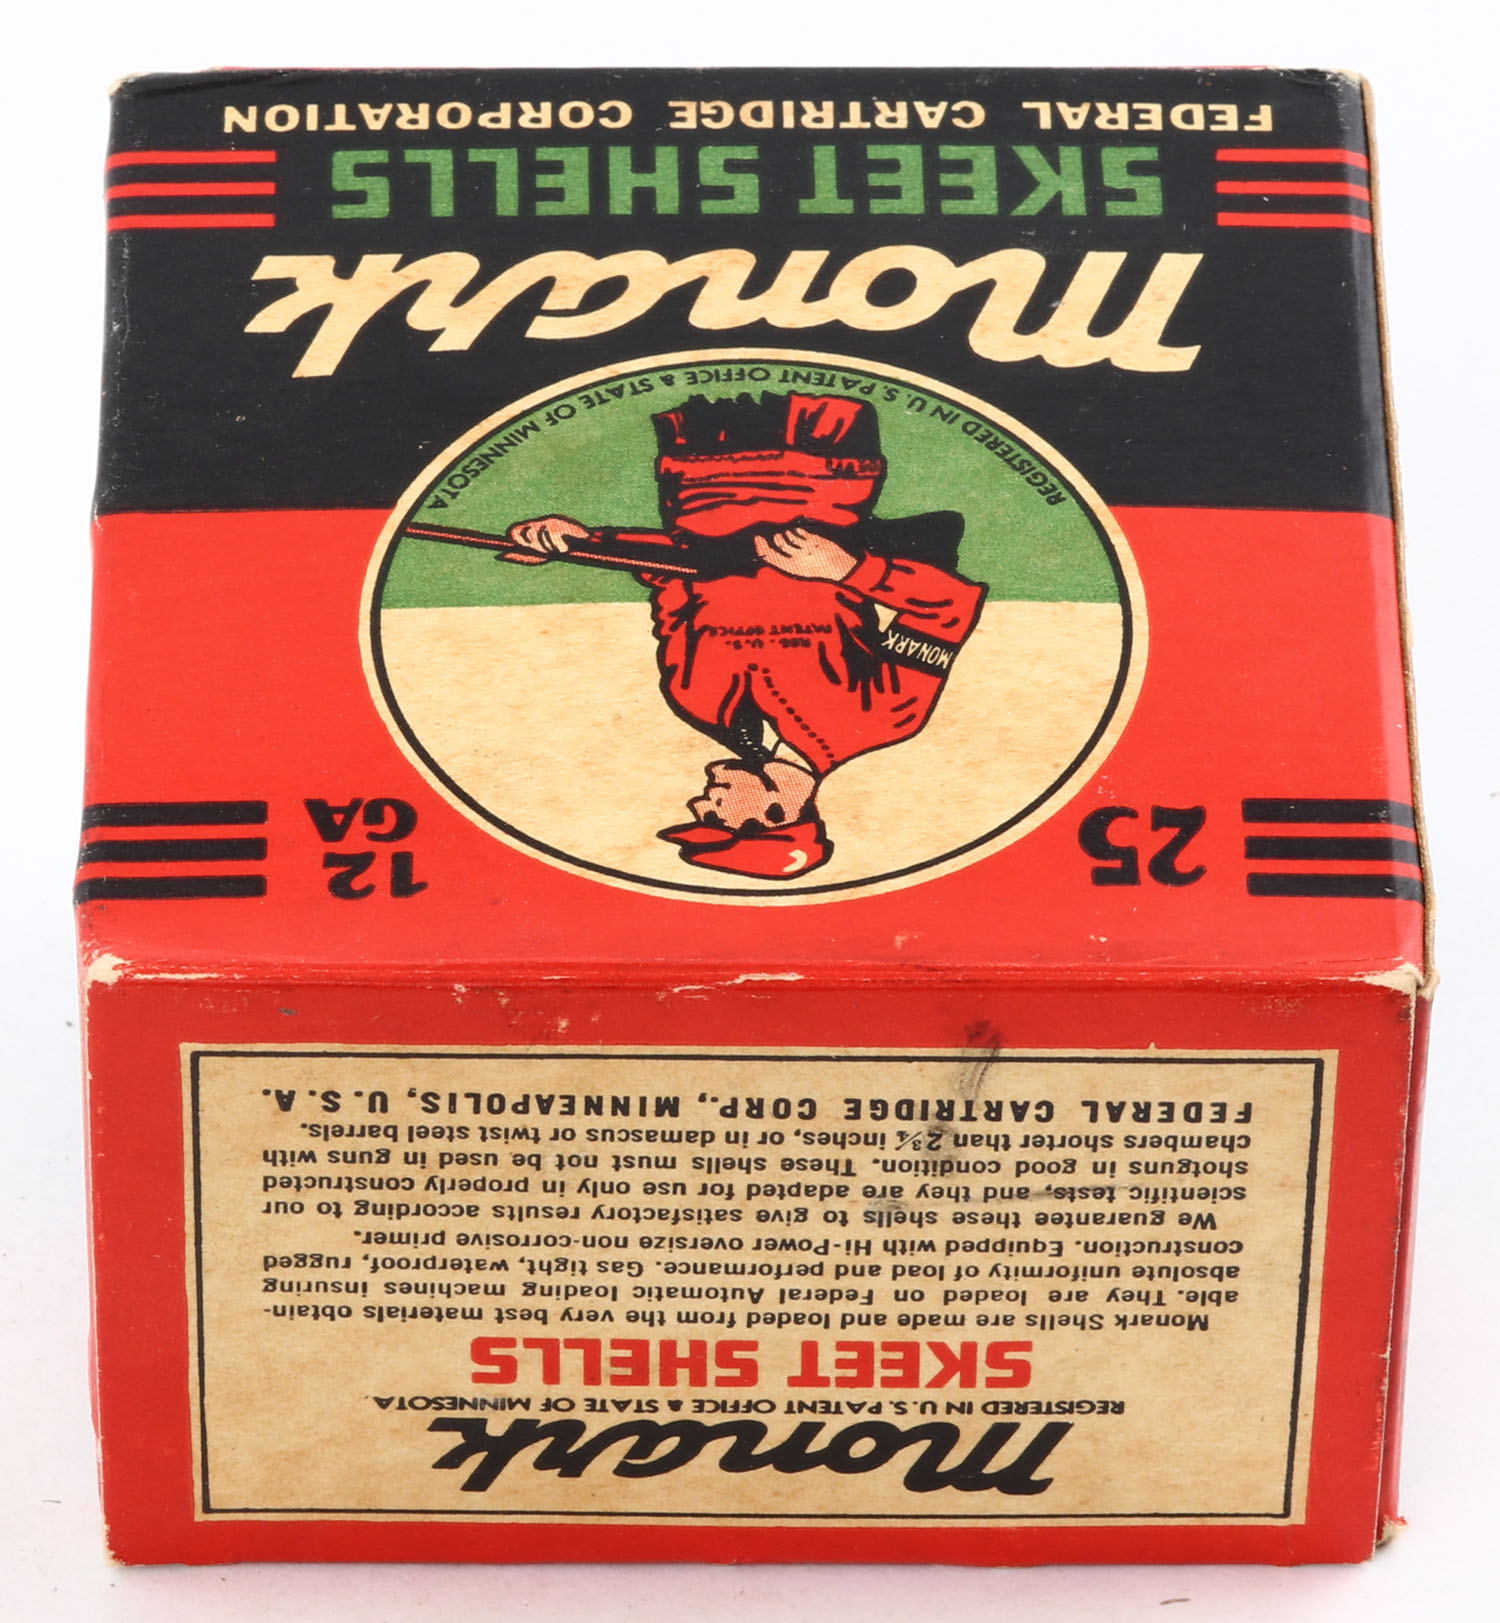 Monark
REGISTERED IN U.S. PATENT OFFICE & STATE OF MINNESOTA
SKEET SHELLS
Monark Shells are made and loaded from the very best materials obtain-
able. They are loaded on Federal Automatic loading machines insuring
absolute uniformity of load and performance. Gas tight, waterproof, rugged
construction. Equipped with Hi-Power oversize non-corrosive primer.
We guarantee these shells to give satisfactory results according to our
scientific tests, and they are adapted for use only in properly constructed
shotguns in good condition. These shells must not be used in guns with
chambers shorter than 2¾ inches, or in damascus or twist steel barrels.
FEDERAL CARTRIDGE CORP., MINNEAPOLIS, U.S.A.
25
12
GA
MONARK
REG. U.S.
PATENT OFFICE
REGISTERED IN U.S. PATENT OFFICE & STATE OF MINNESOTA
Monark
SKEET SHELLS
FEDERAL CARTRIDGE CORPORATION